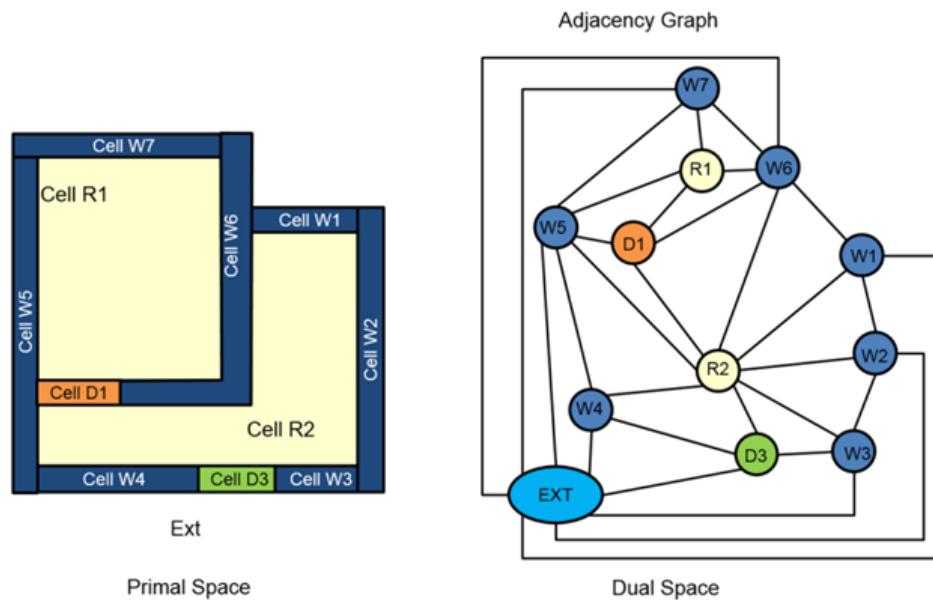 Adjacency Graph
W7
Cell W7
R1
W6
Cell R1
Cell W1
W5
D1
Cell W6
W1
Cell W5
Cell W2
W2
R2
Cell D1
Cell R2
W4
D3
W3
Cell W4
Cell D3
Cell W3
EXT
Ext
Primal Space
Dual Space